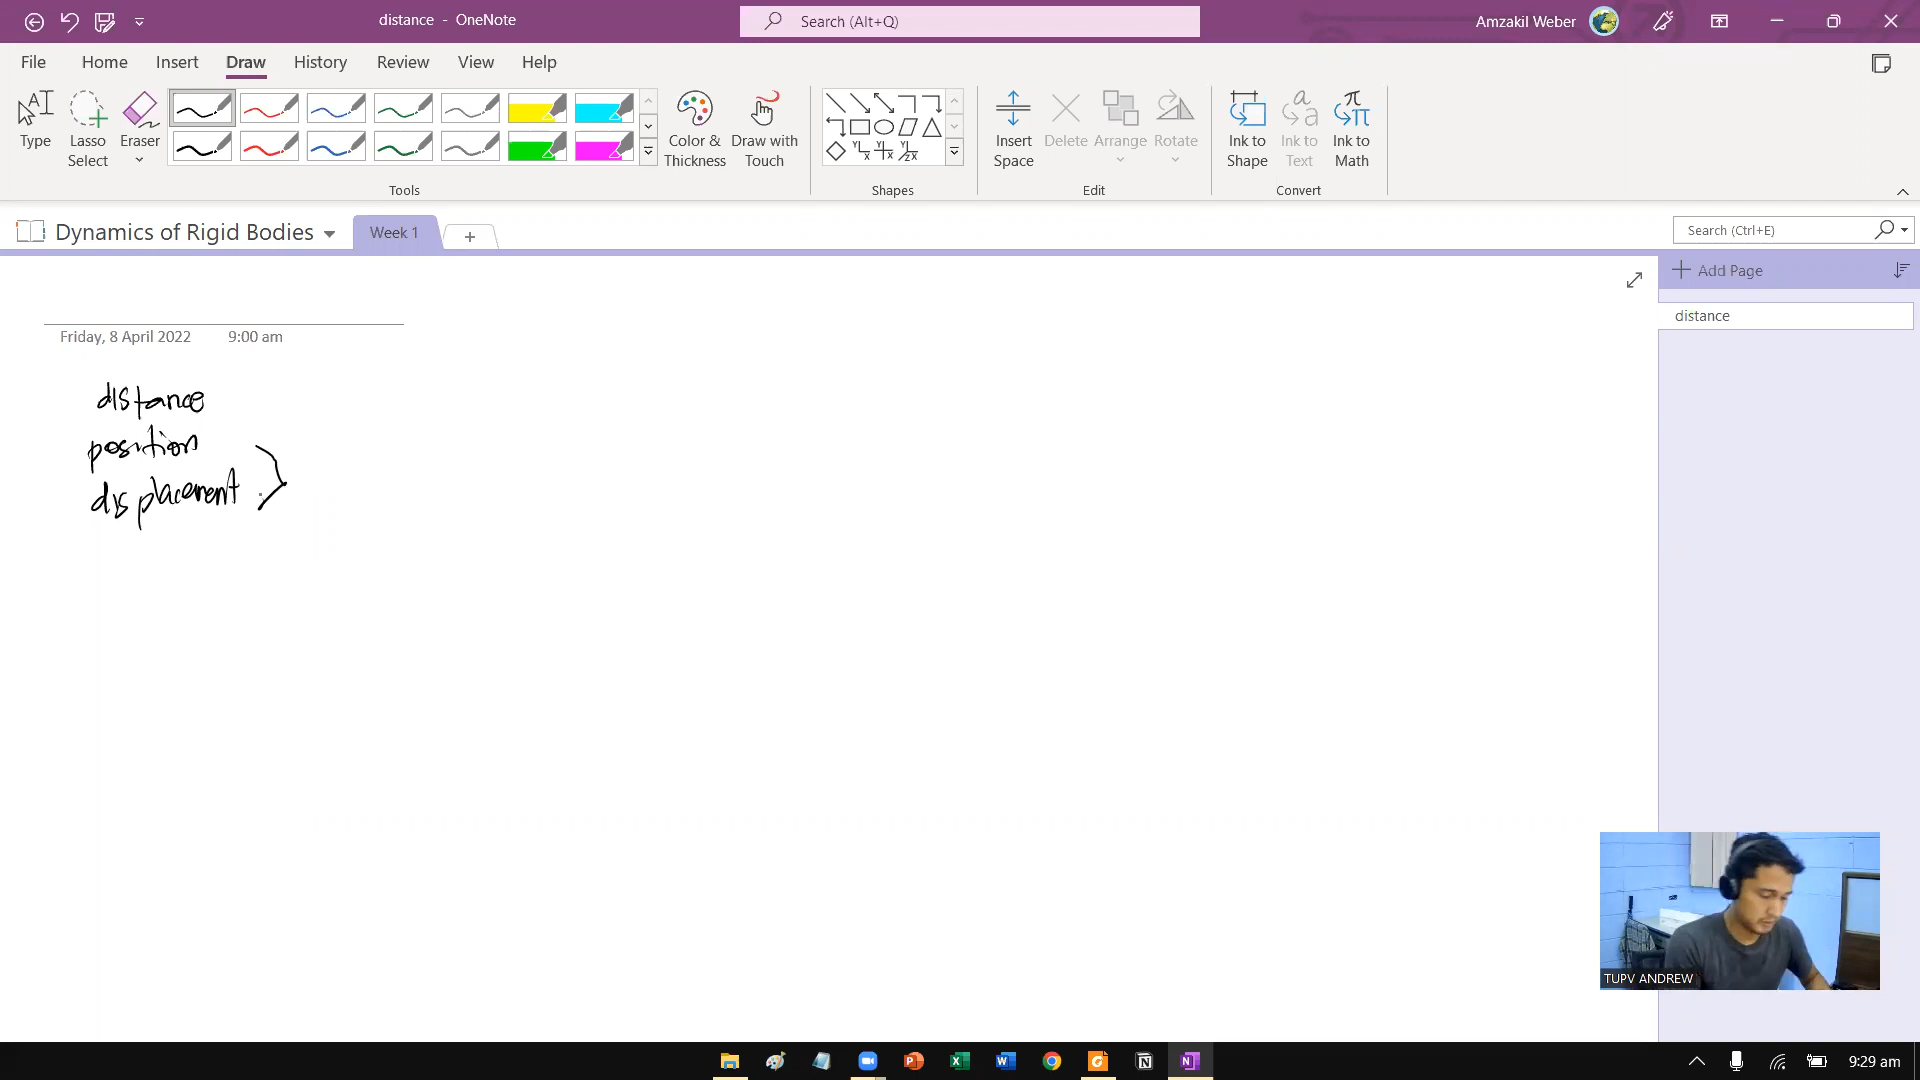 distance - OneNote
Search (Alt+Q)
Amzakil Weber
File Home Insert Draw History Review View Help
Type
Lasso Select
Eraser
Color & Thickness
Draw with Touch
Insert Space
Delete
Arrange
Rotate
Ink to Shape
Ink to Text
Ink to Math
Tools
Shapes
Edit
Convert
Dynamics of Rigid Bodies
Week 1
Search (Ctrl+E)
Add Page
distance
Friday, 8 April 2022 9:00 am
distance
position
displacement
TUPV ANDREW
9:29 am